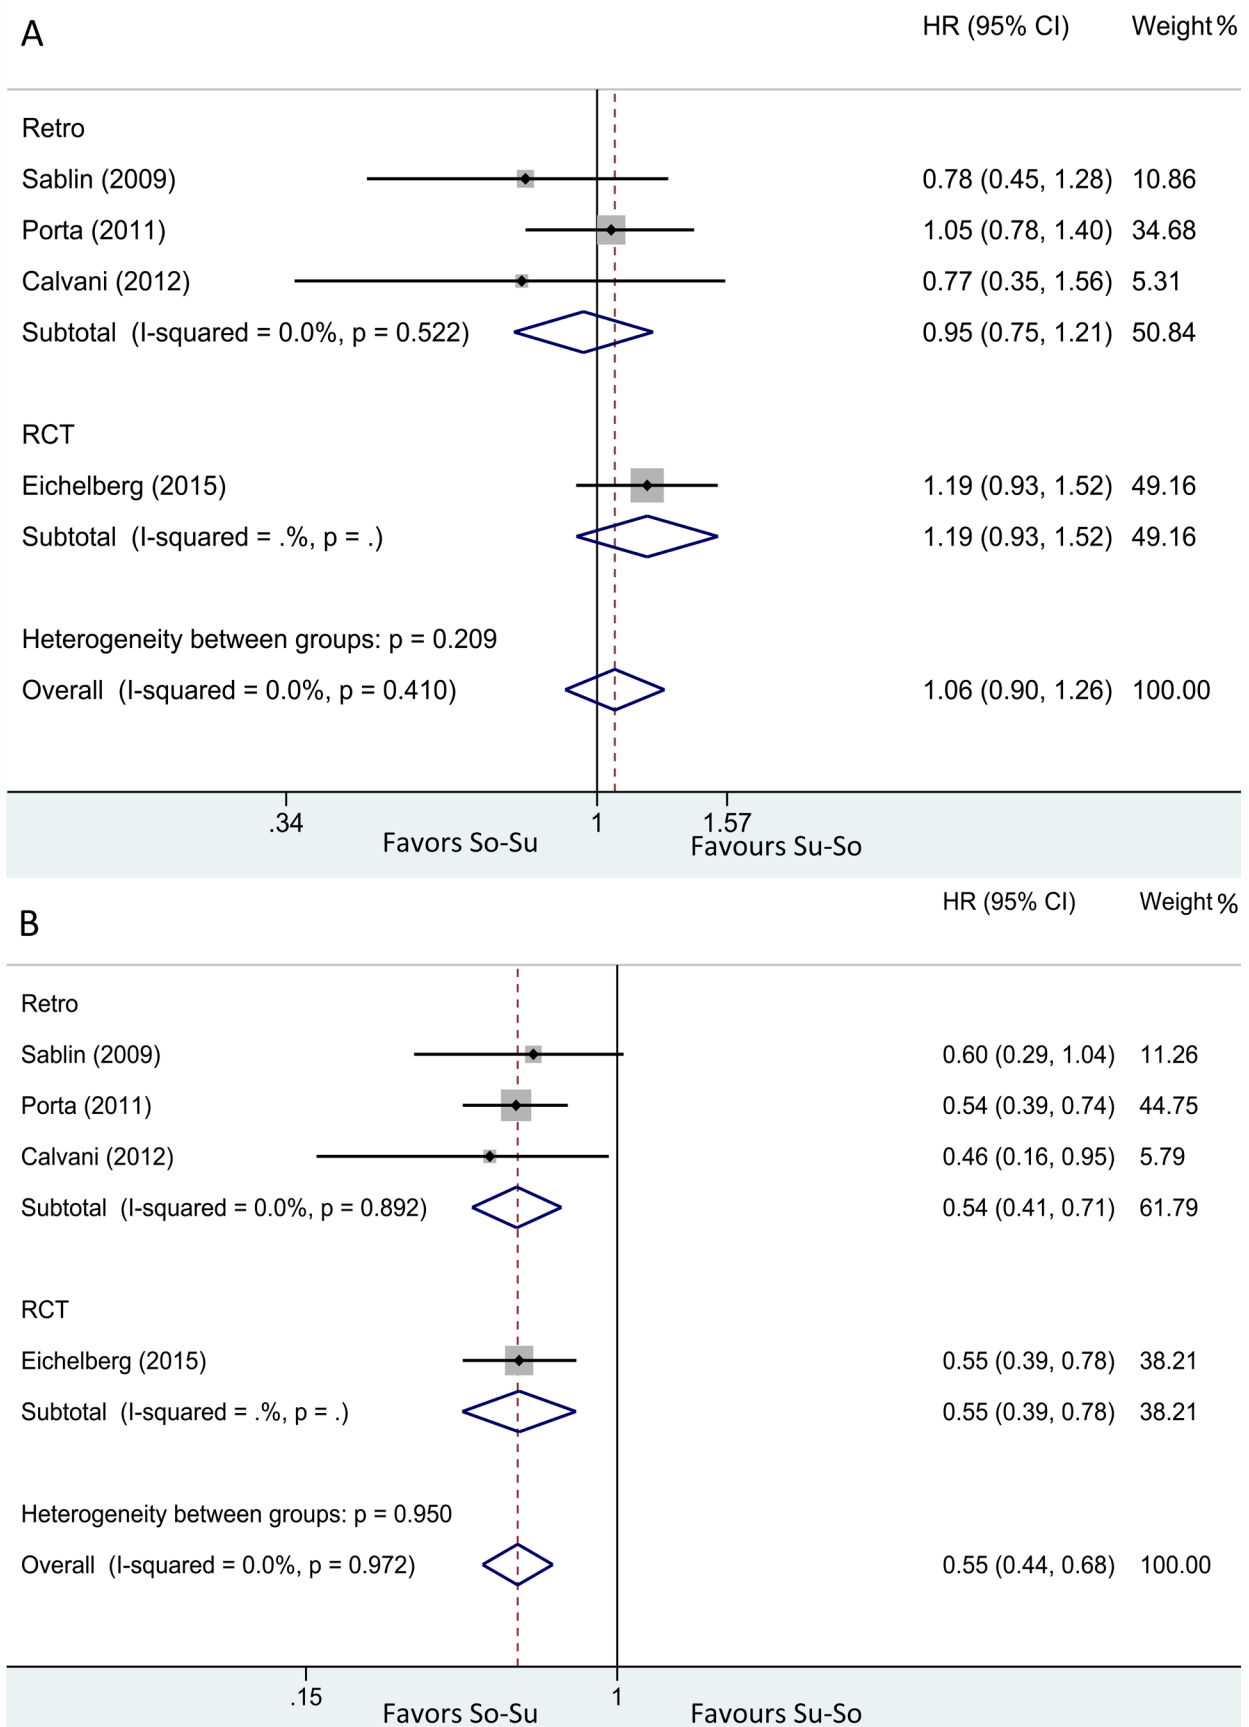 A
HR (95% CI) Weight %
Retro
Sablin (2009) 0.78 (0.45, 1.28) 10.86
Porta (2011) 1.05 (0.78, 1.40) 34.68
Calvani (2012) 0.77 (0.35, 1.56) 5.31
Subtotal (I-squared = 0.0%, p = 0.522) 0.95 (0.75, 1.21) 50.84
RCT
Eichelberg (2015) 1.19 (0.93, 1.52) 49.16
Subtotal (I-squared = .%, p = .) 1.19 (0.93, 1.52) 49.16
Heterogeneity between groups: p = 0.209
Overall (I-squared = 0.0%, p = 0.410) 1.06 (0.90, 1.26) 100.00
.34 1 1.57
Favors So-Su Favours Su-So
B
HR (95% CI) Weight %
Retro
Sablin (2009) 0.60 (0.29, 1.04) 11.26
Porta (2011) 0.54 (0.39, 0.74) 44.75
Calvani (2012) 0.46 (0.16, 0.95) 5.79
Subtotal (I-squared = 0.0%, p = 0.892) 0.54 (0.41, 0.71) 61.79
RCT
Eichelberg (2015) 0.55 (0.39, 0.78) 38.21
Subtotal (I-squared = .%, p = .) 0.55 (0.39, 0.78) 38.21
Heterogeneity between groups: p = 0.950
Overall (I-squared = 0.0%, p = 0.972) 0.55 (0.44, 0.68) 100.00
.15 1
Favors So-Su Favours Su-So